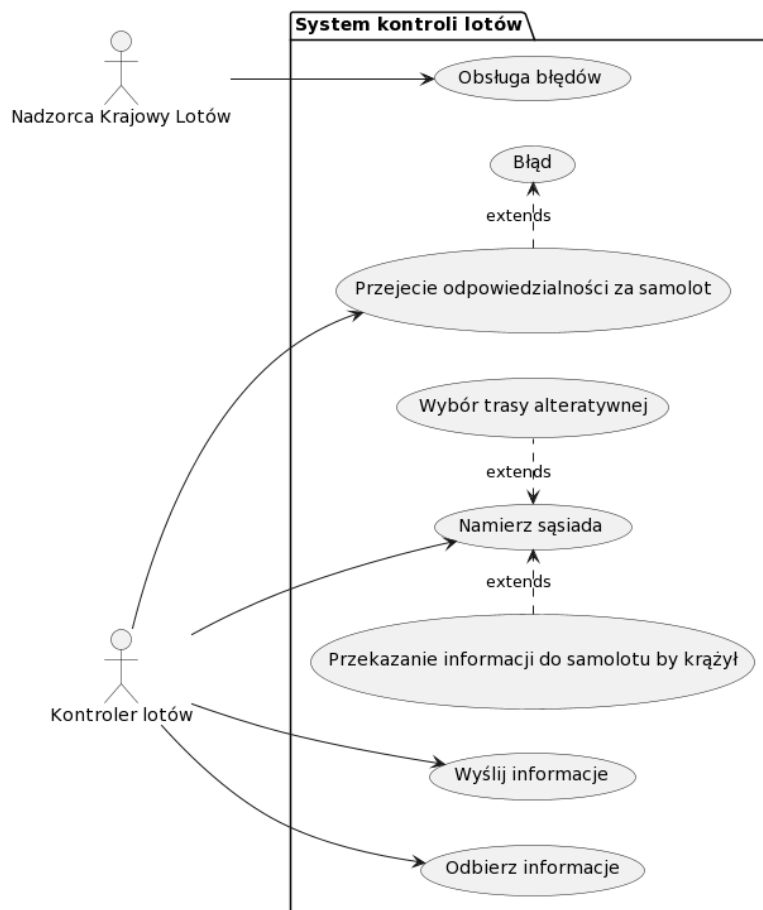 System kontroli lotów
Obsługa błędów
Nadzorca Krajowy Lotów
Błąd
extends
Przejecie odpowiedzialności za samolot
Wybór trasy alteratywnej
extends
Namierz sąsiada
extends
Przekazanie informacji do samolotu by krążył
Kontroler lotów
Wyślij informacje
Odbierz informacje